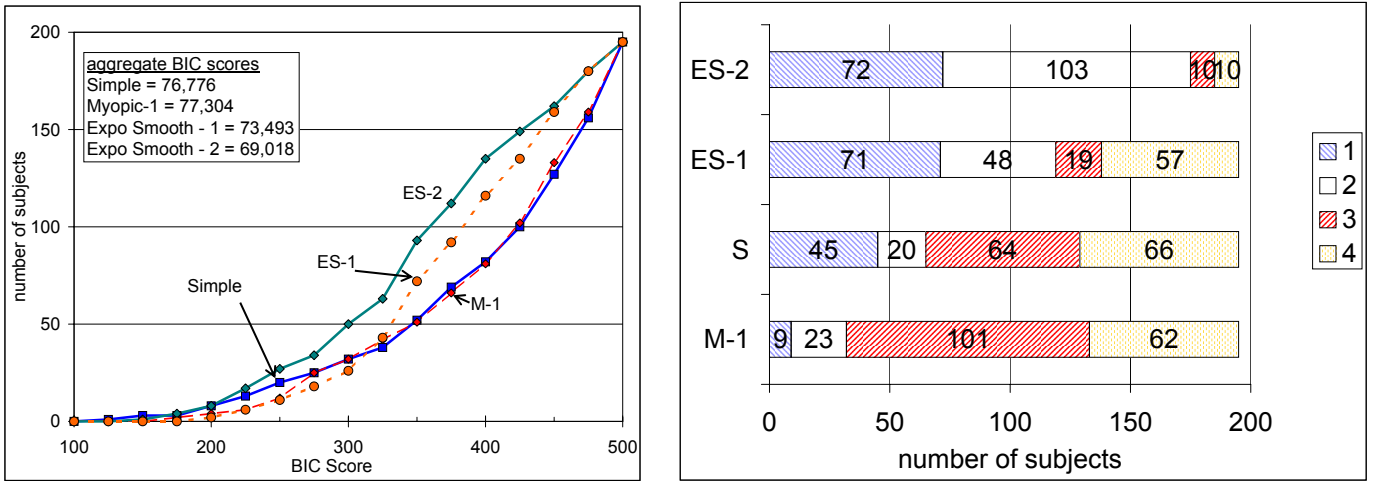 200
150
100
50
0
number of subjects
aggregate BIC scores
Simple = 76,776
Myopic-1 = 77,304
Expo Smooth - 1 = 73,493
Expo Smooth - 2 = 69,018
ES-2
ES-1
Simple
M-1
100 200 300 400 500
BIC Score
ES-2 72 103 10 10
ES-1 71 48 19 57
S 45 20 64 66
M-1 9 23 101 62
0 50 100 150 200
number of subjects
1
2
3
4